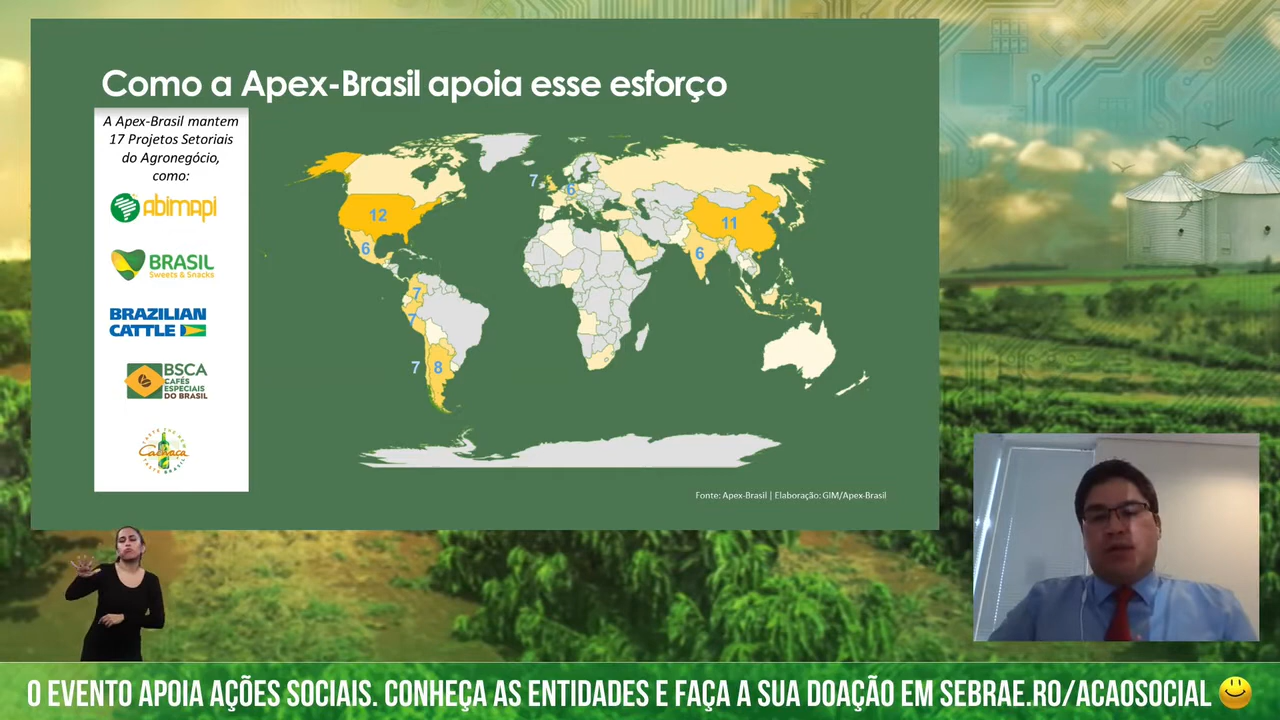 Como a Apex-Brasil apoia esse esforço
A Apex-Brasil mantem
17 Projetos Setoriais
do Agronegócio,
como:
ABIMAPI
BRASIL
Sweets & Snacks
BRAZILIAN
CATTLE
BSCA
CAFÉS
ESPECIAIS
DO BRASIL
Cachaça
7
6
12
11
6
6
7
7
7
8
Fonte: Apex-Brasil | Elaboração: GIM/Apex-Brasil
O EVENTO APOIA AÇÕES SOCIAIS. CONHEÇA AS ENTIDADES E FAÇA A SUA DOAÇÃO EM SEBRAE.RO/ACAOSOCIAL